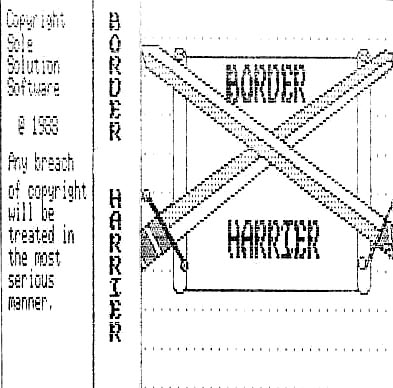 Copyright
Sole
Solution
Software
@ 1988
Any breach
of copyright
will be
treated in
the most
serious
manner.
BORDER HARRIER
BORDER
HARRIER